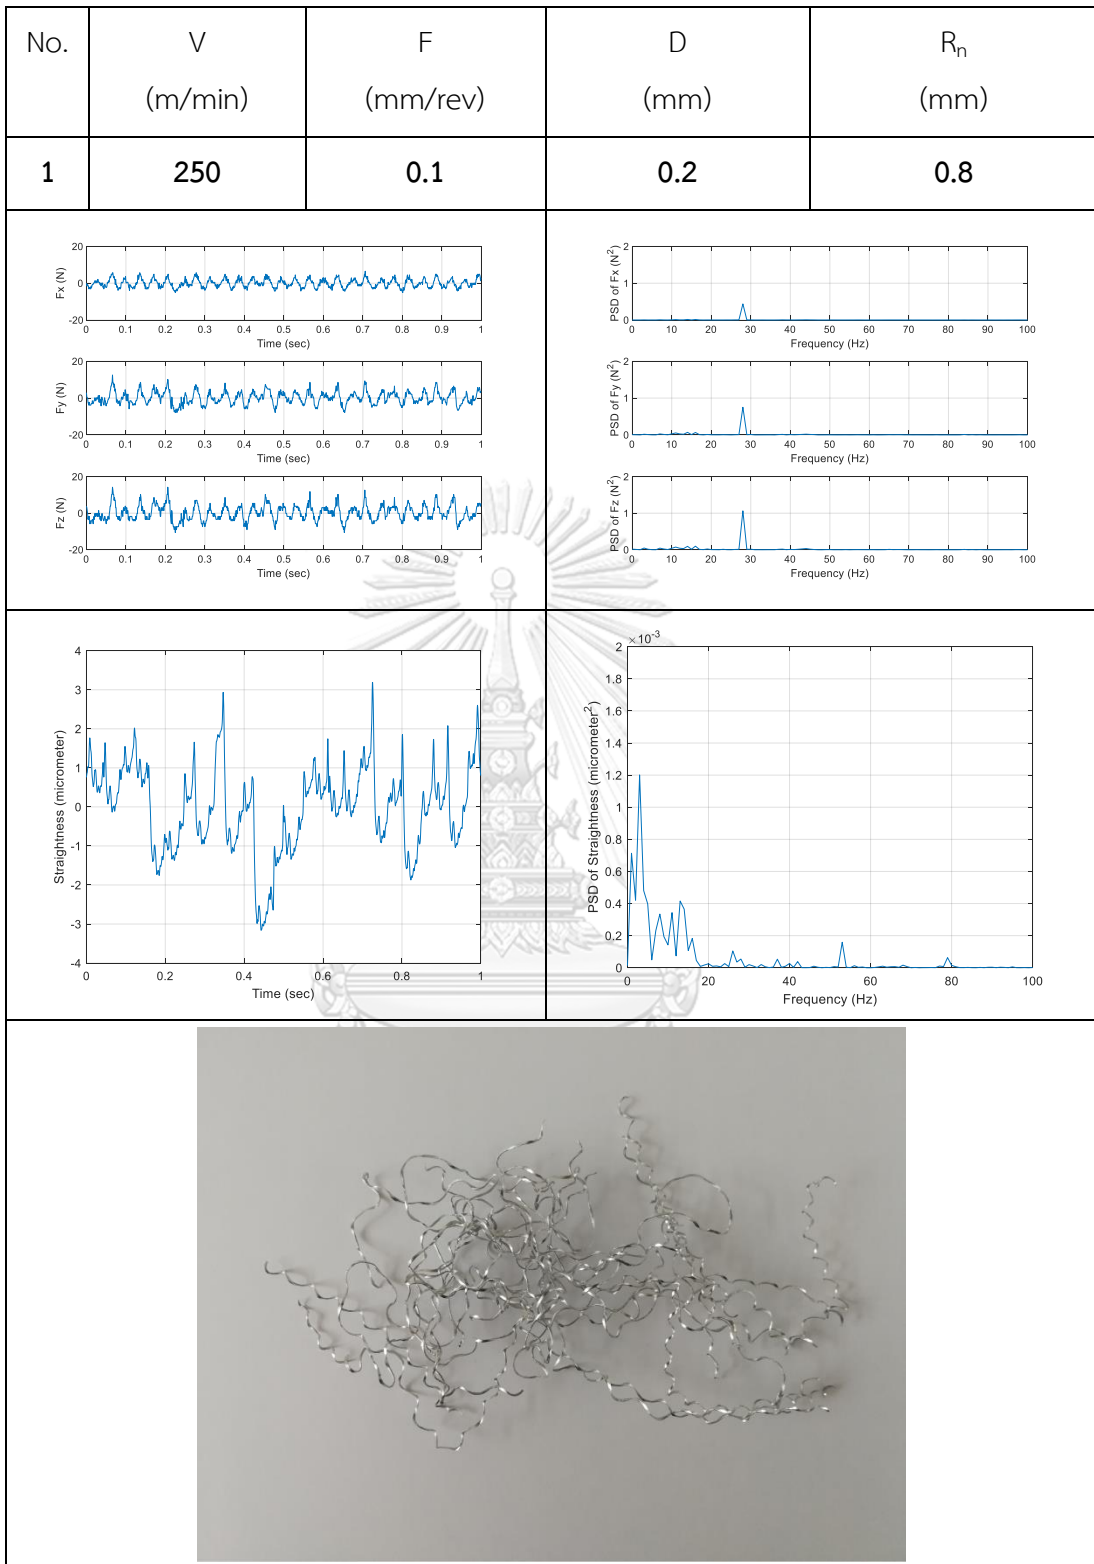 No. V F D Rn
(m/min) (mm/rev) (mm) (mm)
1 250 0.1 0.2 0.8
20
0
-20
Fx (N)
0 0.1 0.2 0.3 0.4 0.5 0.6 0.7 0.8 0.9 1
Time (sec)
20
0
-20
Fy (N)
0 0.1 0.2 0.3 0.4 0.5 0.6 0.7 0.8 0.9 1
Time (sec)
20
0
-20
Fz (N)
0 0.1 0.2 0.3 0.4 0.5 0.6 0.7 0.8 0.9 1
Time (sec)
2
1
0
PSD of Fx (N²)
0 10 20 30 40 50 60 70 80 90 100
Frequency (Hz)
2
1
0
PSD of Fy (N²)
0 10 20 30 40 50 60 70 80 90 100
Frequency (Hz)
2
1
0
PSD of Fz (N²)
0 10 20 30 40 50 60 70 80 90 100
Frequency (Hz)
4
3
2
1
0
-1
-2
-3
-4
Straightness (micrometer)
0 0.2 0.4 0.6 0.8 1
Time (sec)
×10⁻³
2
1.8
1.6
1.4
1.2
1
0.8
0.6
0.4
0.2
0
PSD of Straightness (micrometer²)
0 20 40 60 80 100
Frequency (Hz)